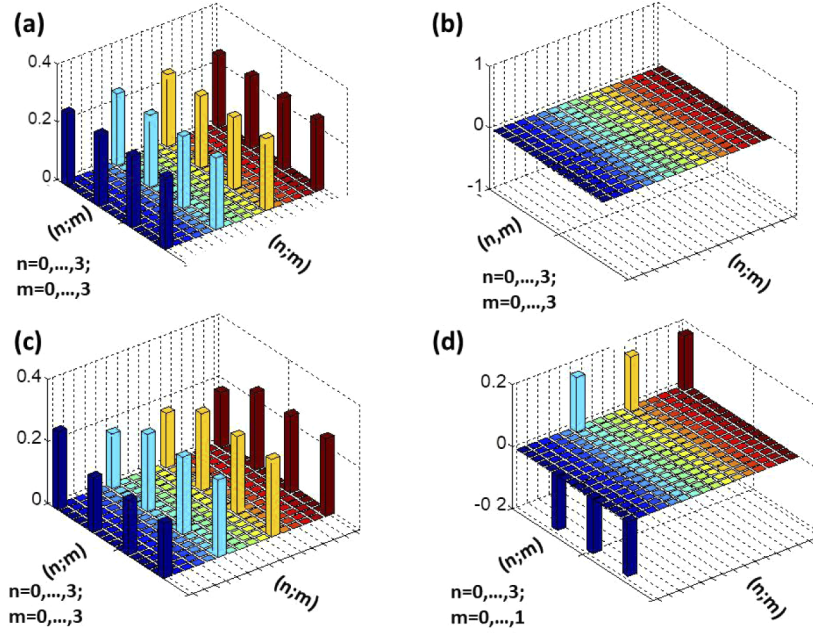 (a)
0.4
0.2
0
(n;m)
(n;m)
n=0,...,3;
m=0,...,3
(b)
1
0
-1
(n,m)
(n;m)
n=0,...,3;
m=0,...,3
(c)
0.4
0.2
0
(n;m)
(n;m)
n=0,...,3;
m=0,...,3
(d)
0.2
0
-0.2
(n;m)
(n;m)
n=0,...,3;
m=0,...,1